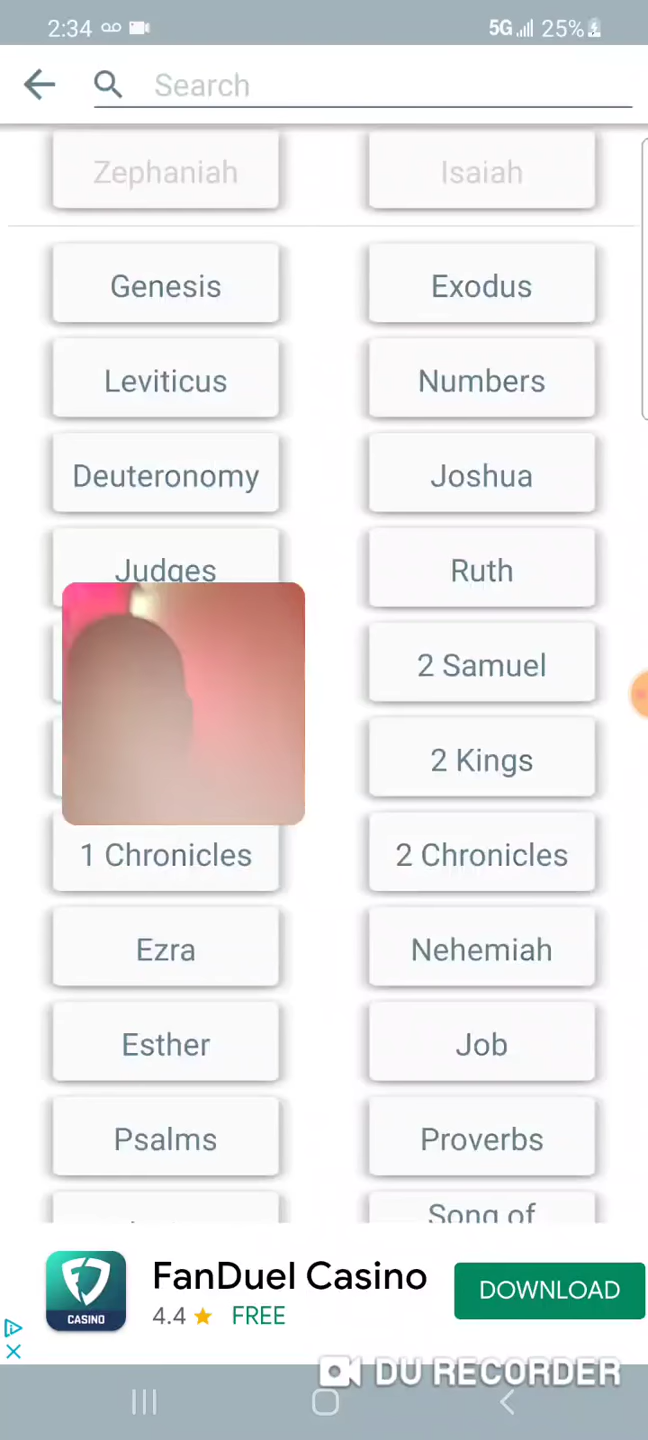 2:34 5G 25%
Search
Zephaniah Isaiah
Genesis Exodus
Leviticus Numbers
Deuteronomy Joshua
Judges Ruth
2 Samuel
2 Kings
1 Chronicles 2 Chronicles
Ezra Nehemiah
Esther Job
Psalms Proverbs
Song of
FanDuel Casino
4.4 FREE
DOWNLOAD
CASINO
DU RECORDER